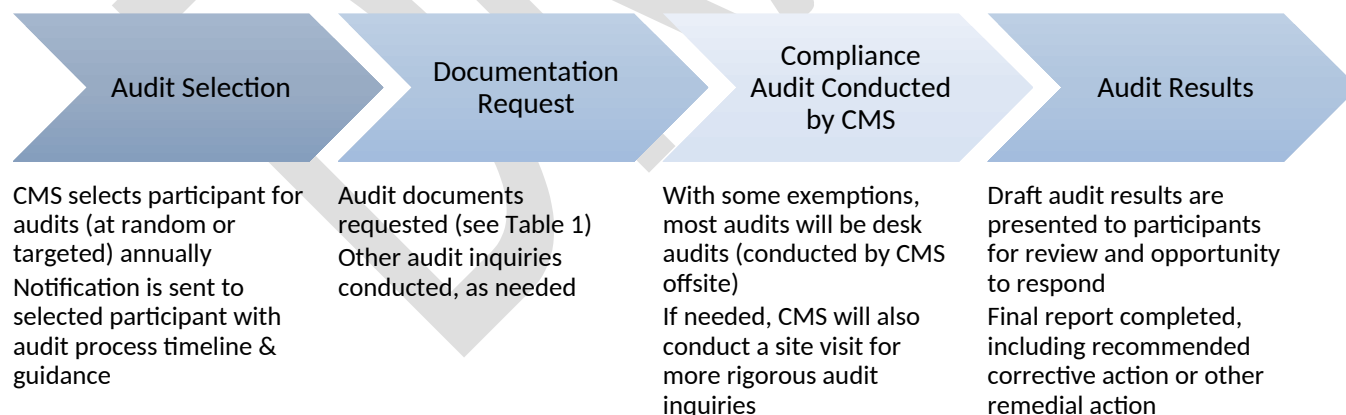 Audit Selection
Documentation
Request
Compliance
Audit Conducted
by CMS
Audit Results
CMS selects participant for
audits (at random or
targeted) annually
Notification is sent to
selected participant with
audit process timeline &
guidance
Audit documents
requested (see Table 1)
Other audit inquiries
conducted, as needed
With some exemptions,
most audits will be desk
audits (conducted by CMS
offsite)
If needed, CMS will also
conduct a site visit for
more rigorous audit
inquiries
Draft audit results are
presented to participants
for review and opportunity
to respond
Final report completed,
including recommended
corrective action or other
remedial action